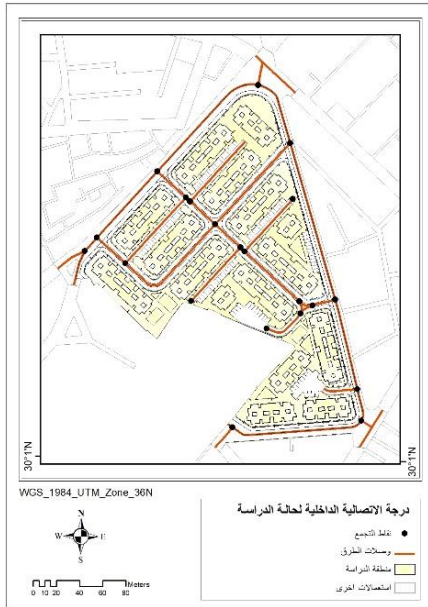 30°1'N
30°1'N
WGS_1984_UTM_Zone_36N
N
W
E
S
Meters
0 10 20 40 60 80
درجة الاتصالية الداخلية لحالة الدراسة
نقاط التجمع
وصلات الطرق
منطقة الدراسة
استعمالات اخرى